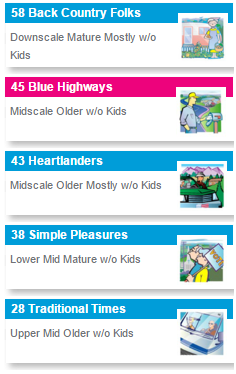 58 Back Country Folks
Downscale Mature Mostly w/o
Kids
45 Blue Highways
Midscale Older w/o Kids
43 Heartlanders
Midscale Older Mostly w/o Kids
38 Simple Pleasures
Lower Mid Mature w/o Kids
28 Traditional Times
Upper Mid Older w/o Kids